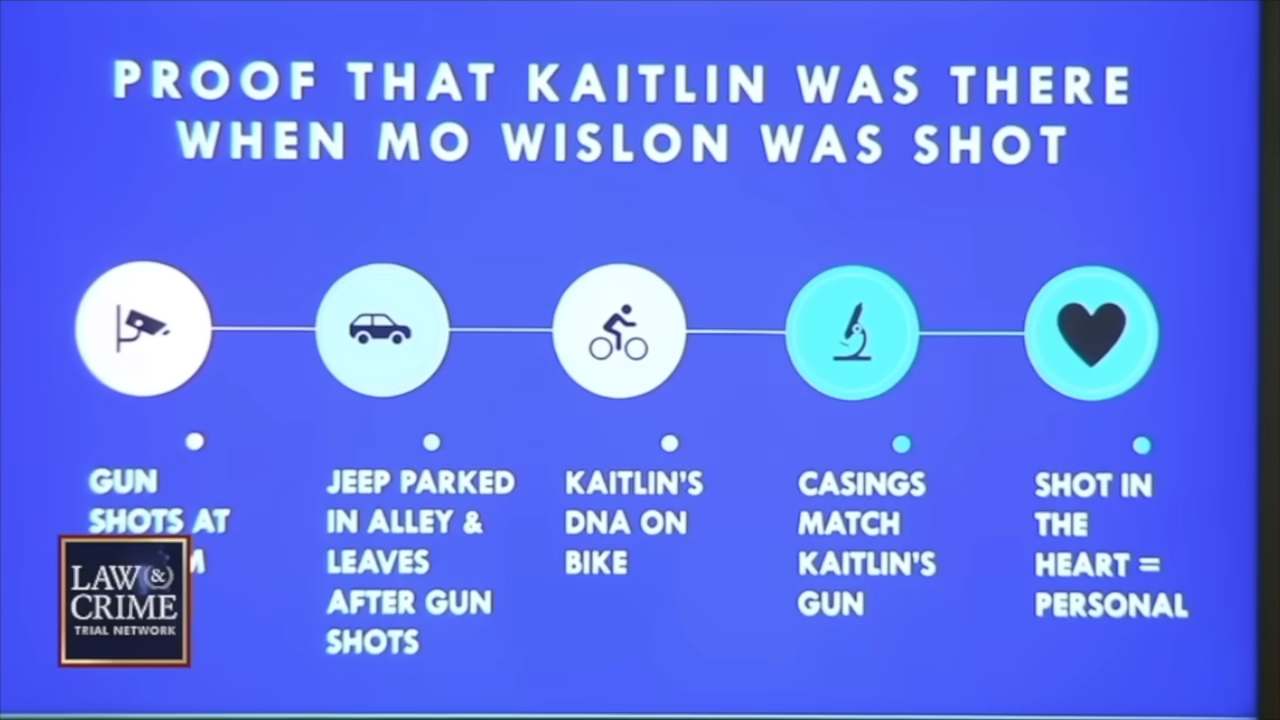 PROOF THAT KAITLIN WAS THERE
WHEN MO WISLON WAS SHOT
GUN
SHOTS AT
JEEP PARKED
IN ALLEY &
LEAVES
AFTER GUN
SHOTS
KAITLIN'S
DNA ON
BIKE
CASINGS
MATCH
KAITLIN'S
GUN
SHOT IN
THE
HEART =
PERSONAL
LAW &
CRIME
TRIAL NETWORK